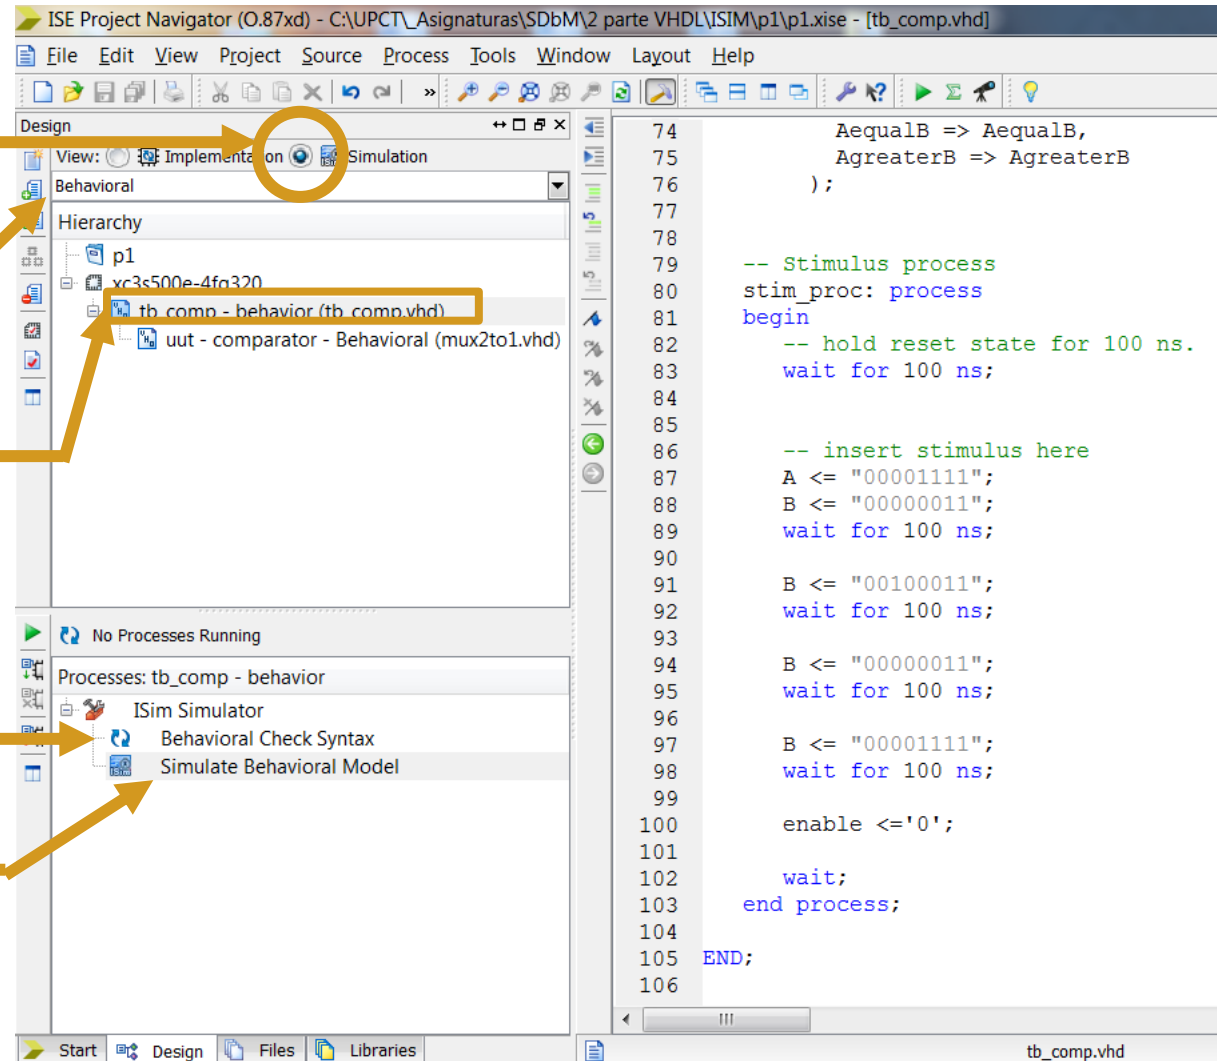 ISE Project Navigator (O.87xd) - C:\UPCT\_Asignaturas\SDbM\2 parte VHDL\ISIM\p1\p1.xise - [tb_comp.vhd]
File Edit View Project Source Process Tools Window Layout Help
Design
View: Implementation Simulation
Behavioral
Hierarchy
p1
xc3s500e-4fg320
tb_comp - behavior (tb_comp.vhd)
uut - comparator - Behavioral (mux2to1.vhd)
No Processes Running
Processes: tb_comp - behavior
ISim Simulator
Behavioral Check Syntax
Simulate Behavioral Model
Start Design Files Libraries
74 AequalB => AequalB,
75 AgreaterB => AgreaterB
76 );
77
78
79 -- Stimulus process
80 stim_proc: process
81 begin
82 -- hold reset state for 100 ns.
83 wait for 100 ns;
84
85
86 -- insert stimulus here
87 A <= "00001111";
88 B <= "00000011";
89 wait for 100 ns;
90
91 B <= "00100011";
92 wait for 100 ns;
93
94 B <= "00000011";
95 wait for 100 ns;
96
97 B <= "00001111";
98 wait for 100 ns;
99
100 enable <='0';
101
102 wait;
103 end process;
104
105 END;
106
tb_comp.vhd